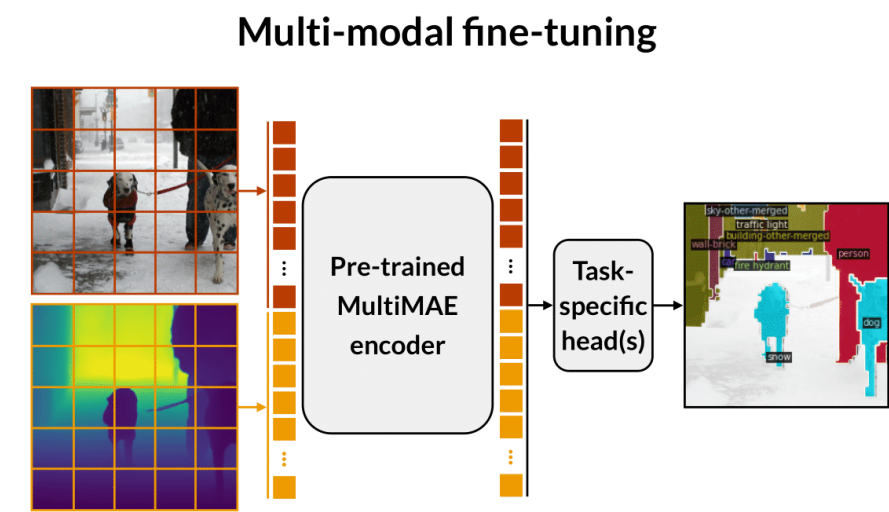 Multi-modal fine-tuning
Pre-trained
MultiMAE
encoder
Task-
specific
head(s)
sky-other-merged
traffic light
building-other-merged
wall-brick
fire hydrant
person
dog
snow